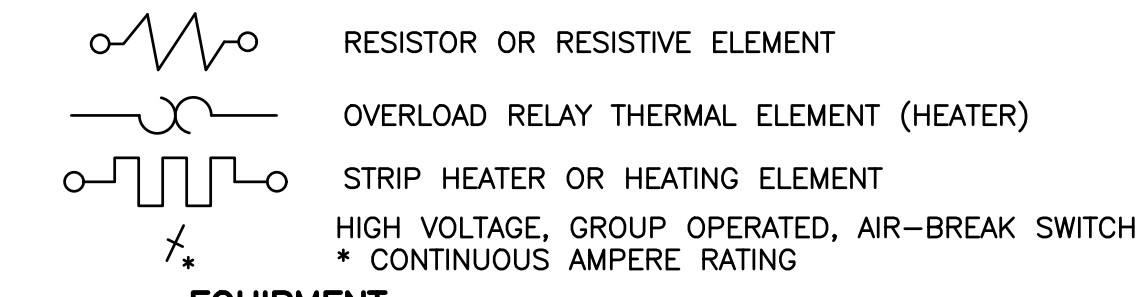 RESISTOR OR RESISTIVE ELEMENT
OVERLOAD RELAY THERMAL ELEMENT (HEATER)
STRIP HEATER OR HEATING ELEMENT
HIGH VOLTAGE, GROUP OPERATED, AIR–BREAK SWITCH
*
* CONTINUOUS AMPERE RATING
EQUIPMENT